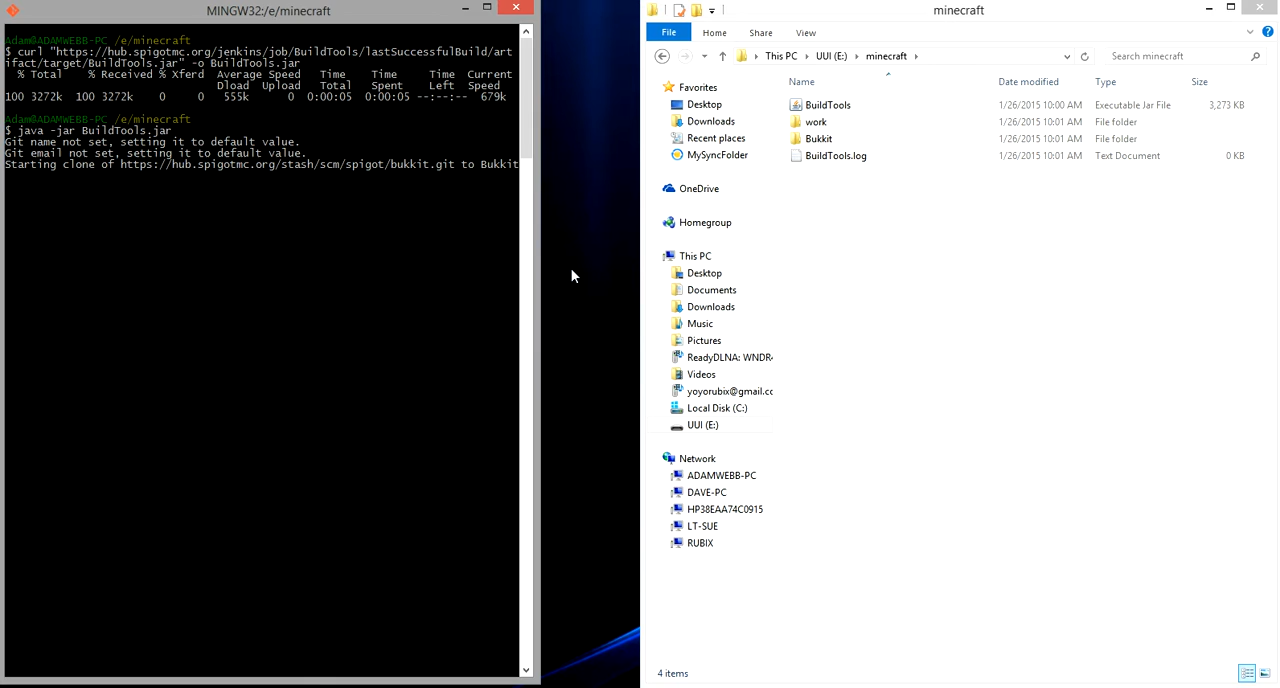 MINGW32:/e/minecraft
Adam@ADAMWEBB-PC /e/minecraft
$ curl "https://hub.spigotmc.org/jenkins/job/BuildTools/lastSuccessfulBuild/art
ifact/target/BuildTools.jar" -o BuildTools.jar
% Total % Received % Xferd Average Speed Time Time Time Current
Dload Upload Total Spent Left Speed
100 3272k 100 3272k 0 0 555k 0 0:00:05 0:00:05 --:--:-- 679k
Adam@ADAMWEBB-PC /e/minecraft
$ java -jar BuildTools.jar
Git name not set, setting it to default value.
Git email not set, setting it to default value.
Starting clone of https://hub.spigotmc.org/stash/scm/spigot/bukkit.git to Bukkit
minecraft
File Home Share View
This PC UUI (E:) minecraft Search minecraft
Favorites
Desktop
Downloads
Recent places
MySyncFolder
OneDrive
Homegroup
This PC
Desktop
Documents
Downloads
Music
Pictures
ReadyDLNA: WNDR4
Videos
yoyorubix@gmail.cc
Local Disk (C:)
UUI (E:)
Network
ADAMWEBB-PC
DAVE-PC
HP38EAA74C0915
LT-SUE
RUBIX
Name Date modified Type Size
BuildTools 1/26/2015 10:00 AM Executable Jar File 3,273 KB
work 1/26/2015 10:01 AM File folder
Bukkit 1/26/2015 10:01 AM File folder
BuildTools.log 1/26/2015 10:01 AM Text Document 0 KB
4 items